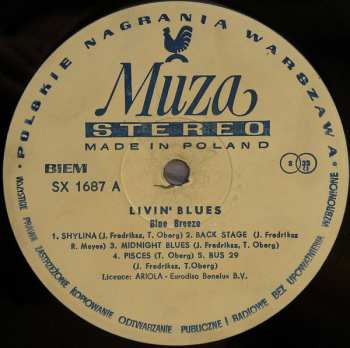 POLSKIE NAGRANIA WARSZAWA
Muza
STEREO
MADE IN POLAND
BIEM
SX 1687 A
S 33
LIVIN' BLUES
Blue Breeze
1. SHYLINA (J. Fredriksz, T. Oberg) 2. BACK STAGE (J. Fredriksz
R. Meyes) 3. MIDNIGHT BLUES (J. Fredriksz, T. Oberg)
4. PISCES (T. Oberg) 5. BUS 29
(J. Fredriksz, T.Oberg)
Licence: ARIOLA - Eurodisc Benelux B.V.
WSZYSTKIE PRAWA ZASTRZEŻONE KOPIOWANIE ODTWARZANIE PUBLICZNE I RADIOWE BEZ UPOWAŻNIENIA WZBRONIONE